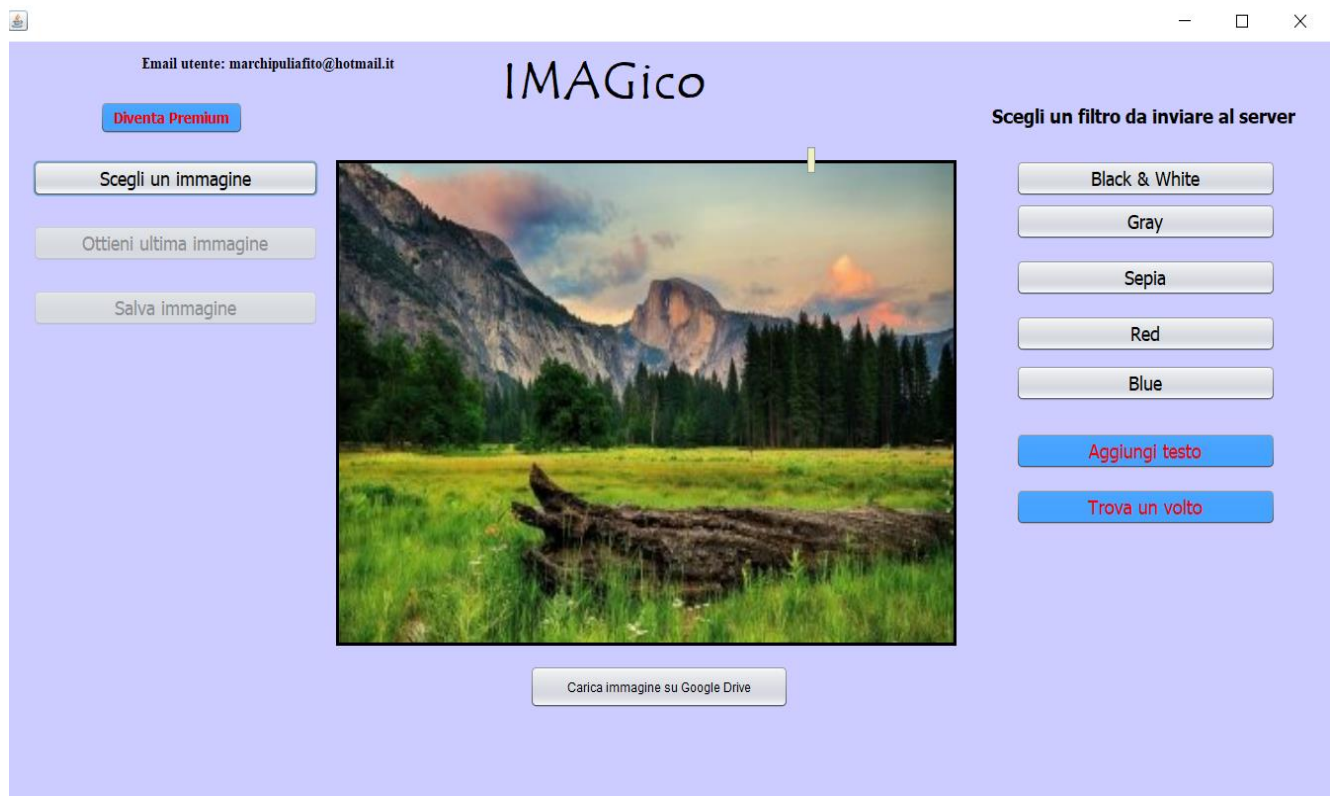 Email utente: marchipuliafito@hotmail.it
IMAGico
Diventa Premium
Scegli un filtro da inviare al server
Scegli un immagine
Ottieni ultima immagine
Salva immagine
Black & White
Gray
Sepia
Red
Blue
Aggiungi testo
Trova un volto
Carica immagine su Google Drive